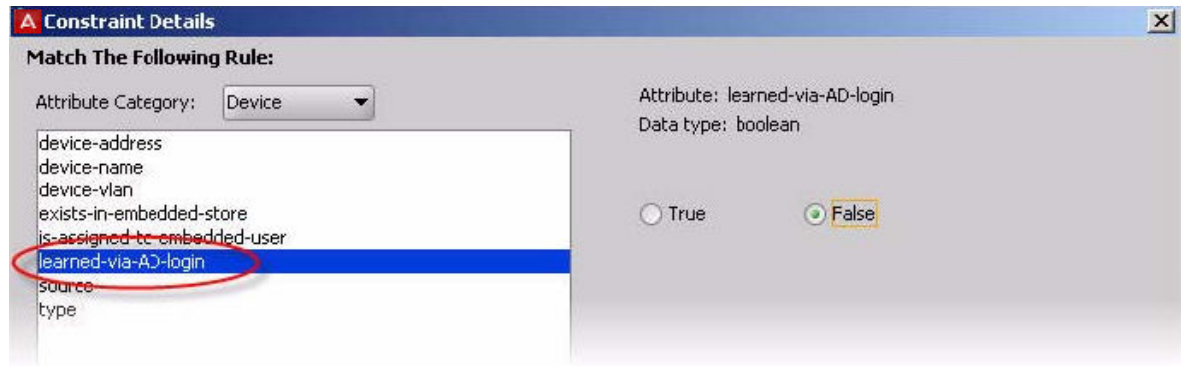 A Constraint Details
Match The Following Rule:
Attribute Category: Device
device-address
device-name
device-vlan
exists-in-embedded-store
is-assigned-to-embedded-user
learned-via-AD-login
source
type
Attribute: learned-via-AD-login
Data type: boolean
True False